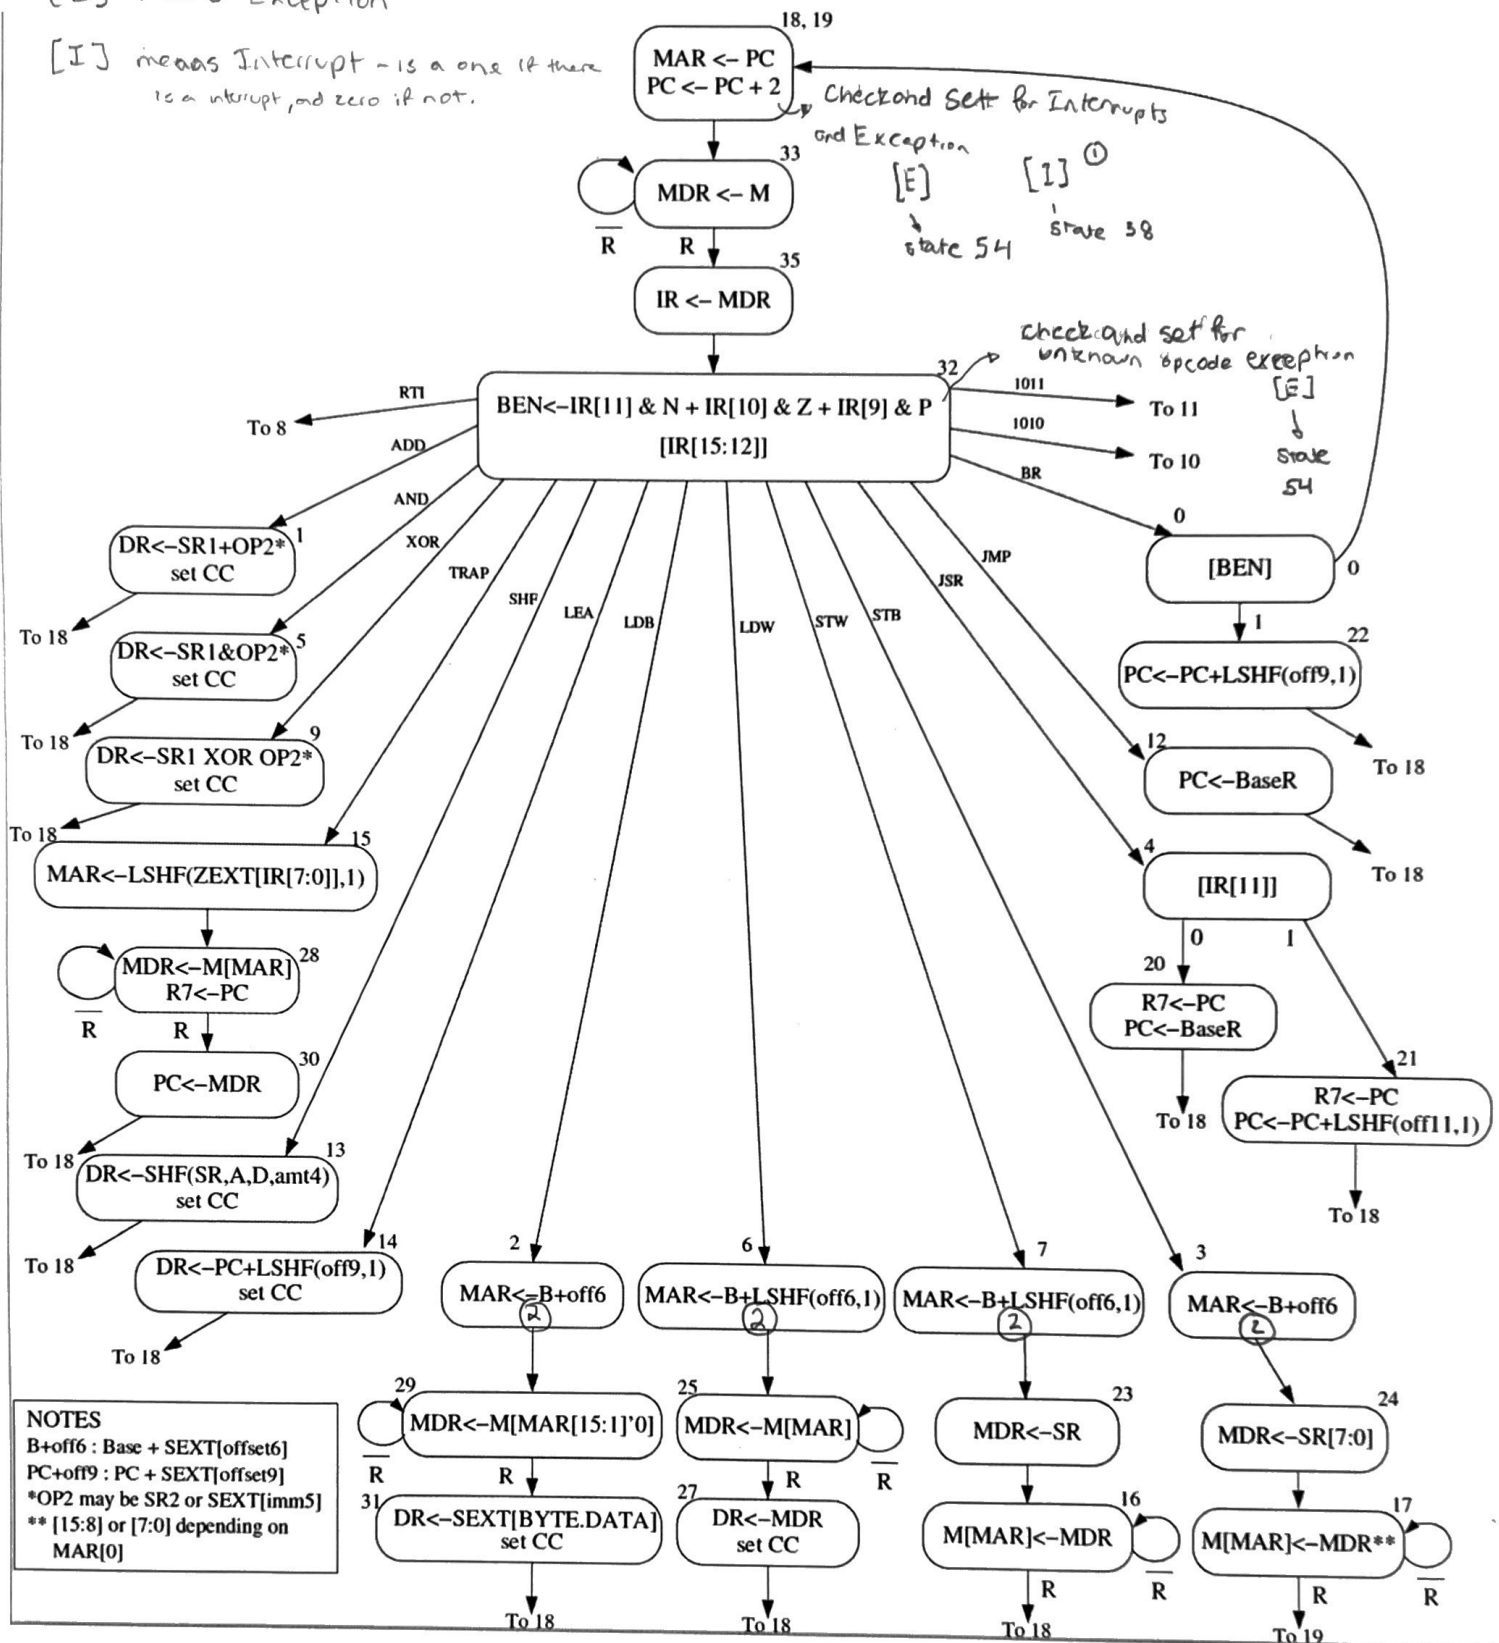 Exception
[I] means Interrupt - is a one if there
is a interupt, and zero if not.
18, 19
MAR <– PC
PC <– PC + 2
Check and Set for Interrupts
and Exception
[E]
[I] ①
state 54
state 38
33
MDR <– M
R
R
35
IR <– MDR
check and set for
unknown opcode exception
[E]
state
54
32
BEN<–IR[11] & N + IR[10] & Z + IR[9] & P
[IR[15:12]]
RTI
To 8
1011
To 11
1010
To 10
ADD
AND
XOR
TRAP
SHF
LEA
LDB
LDW
STW
STB
JSR
JMP
BR
1
DR<–SR1+OP2*
set CC
To 18
5
DR<–SR1&OP2*
set CC
To 18
9
DR<–SR1 XOR OP2*
set CC
To 18
15
MAR<–LSHF(ZEXT[IR[7:0]],1)
28
MDR<–M[MAR]
R7<–PC
R
R
30
PC<–MDR
To 18
13
DR<–SHF(SR,A,D,amt4)
set CC
To 18
14
DR<–PC+LSHF(off9,1)
set CC
To 18
0
[BEN]
0
1
22
PC<–PC+LSHF(off9,1)
To 18
12
PC<–BaseR
To 18
4
[IR[11]]
0
1
20
R7<–PC
PC<–BaseR
To 18
21
R7<–PC
PC<–PC+LSHF(off11,1)
To 18
2
MAR<–B+off6
②
29
MDR<–M[MAR[15:1]'0]
R
R
31
DR<–SEXT[BYTE.DATA]
set CC
To 18
6
MAR<–B+LSHF(off6,1)
②
25
MDR<–M[MAR]
R
R
27
DR<–MDR
set CC
To 18
7
MAR<–B+LSHF(off6,1)
②
23
MDR<–SR
16
M[MAR]<–MDR
R
R
To 18
3
MAR<–B+off6
②
24
MDR<–SR[7:0]
17
M[MAR]<–MDR**
R
R
To 19
NOTES
B+off6 : Base + SEXT[offset6]
PC+off9 : PC + SEXT[offset9]
*OP2 may be SR2 or SEXT[imm5]
** [15:8] or [7:0] depending on
MAR[0]